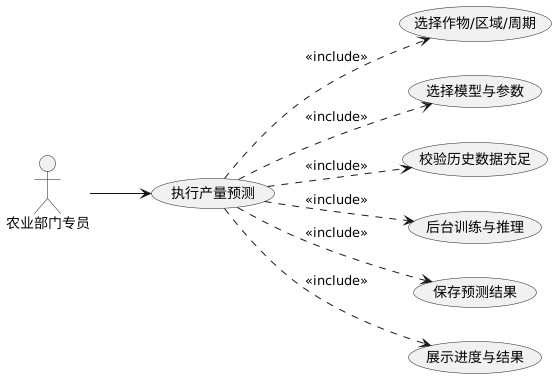 选择作物/区域/周期
«include»
选择模型与参数
«include»
校验历史数据充足
«include»
农业部门专员
执行产量预测
«include»
后台训练与推理
«include»
保存预测结果
«include»
展示进度与结果